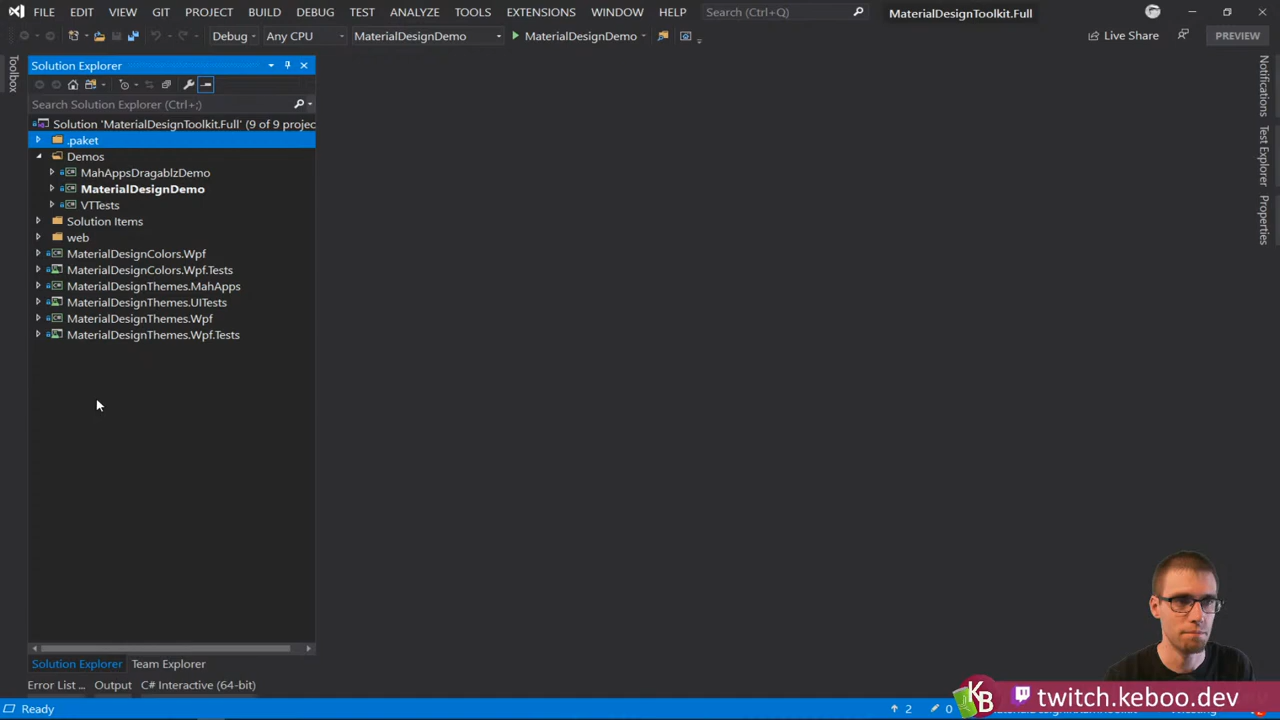 FILE EDIT VIEW GIT PROJECT BUILD DEBUG TEST ANALYZE TOOLS EXTENSIONS WINDOW HELP Search (Ctrl+Q) MaterialDesignToolkit.Full
Debug Any CPU MaterialDesignDemo MaterialDesignDemo Live Share PREVIEW
Toolbox
Solution Explorer
Search Solution Explorer (Ctrl+;)
Solution 'MaterialDesignToolkit.Full' (9 of 9 projec
.paket
Demos
MahAppsDragablzDemo
MaterialDesignDemo
VTTests
Solution Items
web
MaterialDesignColors.Wpf
MaterialDesignColors.Wpf.Tests
MaterialDesignThemes.MahApps
MaterialDesignThemes.UITests
MaterialDesignThemes.Wpf
MaterialDesignThemes.Wpf.Tests
Notifications
Test Explorer
Properties
Solution Explorer Team Explorer
Error List ... Output C# Interactive (64-bit)
Ready 2 0
KB twitch.keboo.dev